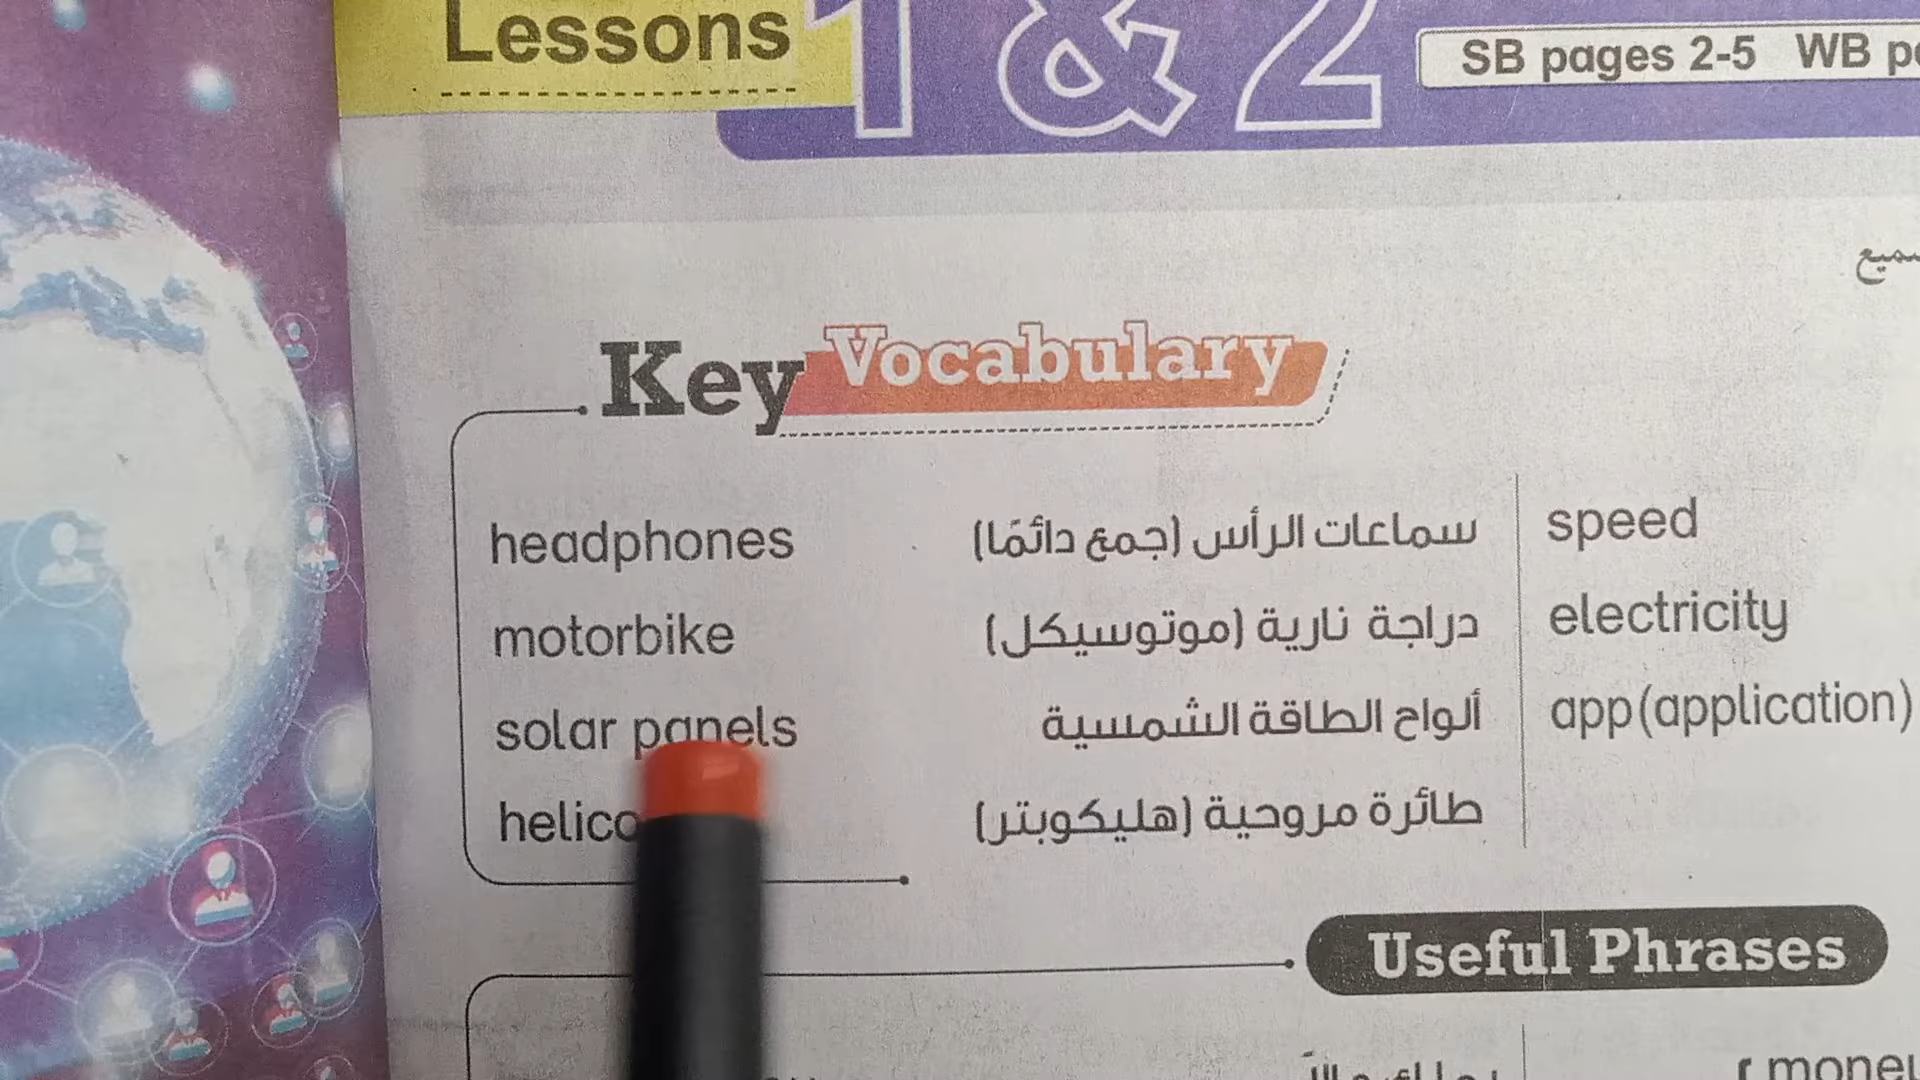 Lessons 1 & 2
SB pages 2-5 WB
Key Vocabulary
headphones سماعات الرأس (جمع دائمًا)
motorbike دراجة نارية (موتوسيكل)
solar panels ألواح الطاقة الشمسية
طائرة مروحية (هليكوبتر)
speed
electricity
app (application)
Useful Phrases